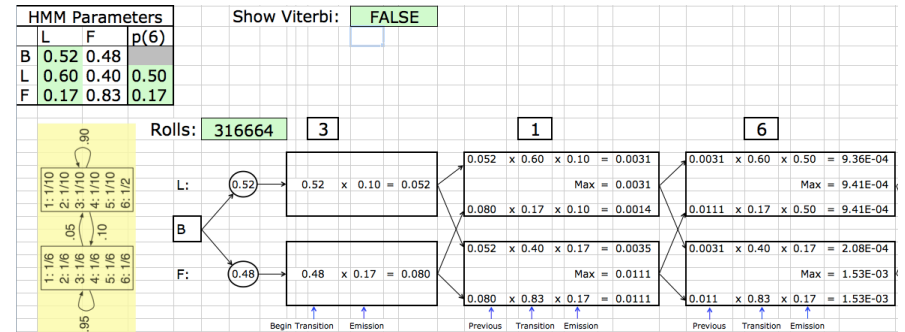 HMM Parameters Show Viterbi: FALSE
L F p(6)
B 0.52 0.48
L 0.60 0.40 0.50
F 0.17 0.83 0.17
Rolls: 316664 3 1 6
.90
1: 1/10
2: 1/10
3: 1/10
4: 1/10
5: 1/10
6: 1/2
.05 .10
1: 1/6
2: 1/6
3: 1/6
4: 1/6
5: 1/6
6: 1/6
.95
0.052 x 0.60 x 0.10 = 0.0031 0.0031 x 0.60 x 0.50 = 9.36E-04
L: 0.52 0.52 x 0.10 = 0.052 Max = 0.0031 Max = 9.41E-04
0.080 x 0.17 x 0.10 = 0.0014 0.0111 x 0.17 x 0.50 = 9.41E-04
B
0.052 x 0.40 x 0.17 = 0.0035 0.0031 x 0.40 x 0.17 = 2.08E-04
F: 0.48 0.48 x 0.17 = 0.080 Max = 0.0111 Max = 1.53E-03
0.080 x 0.83 x 0.17 = 0.0111 0.011 x 0.83 x 0.17 = 1.53E-03
Begin Transition Emission Previous Transition Emission Previous Transition Emission